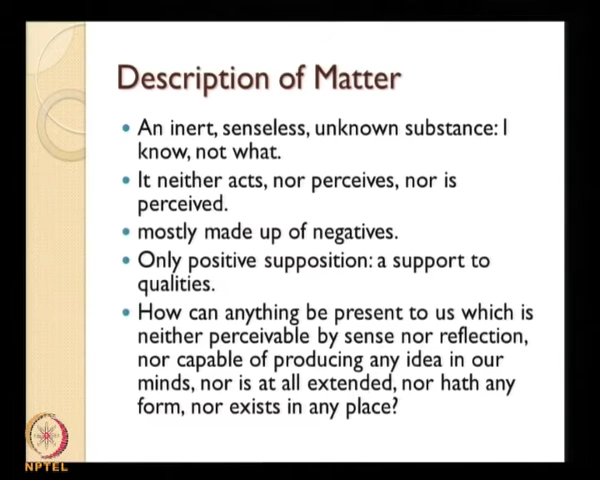 Description of Matter
• An inert, senseless, unknown substance: I
know, not what.
• It neither acts, nor perceives, nor is
perceived.
• mostly made up of negatives.
• Only positive supposition: a support to
qualities.
• How can anything be present to us which is
neither perceivable by sense nor reflection,
nor capable of producing any idea in our
minds, nor is at all extended, nor hath any
form, nor exists in any place?
NPTEL